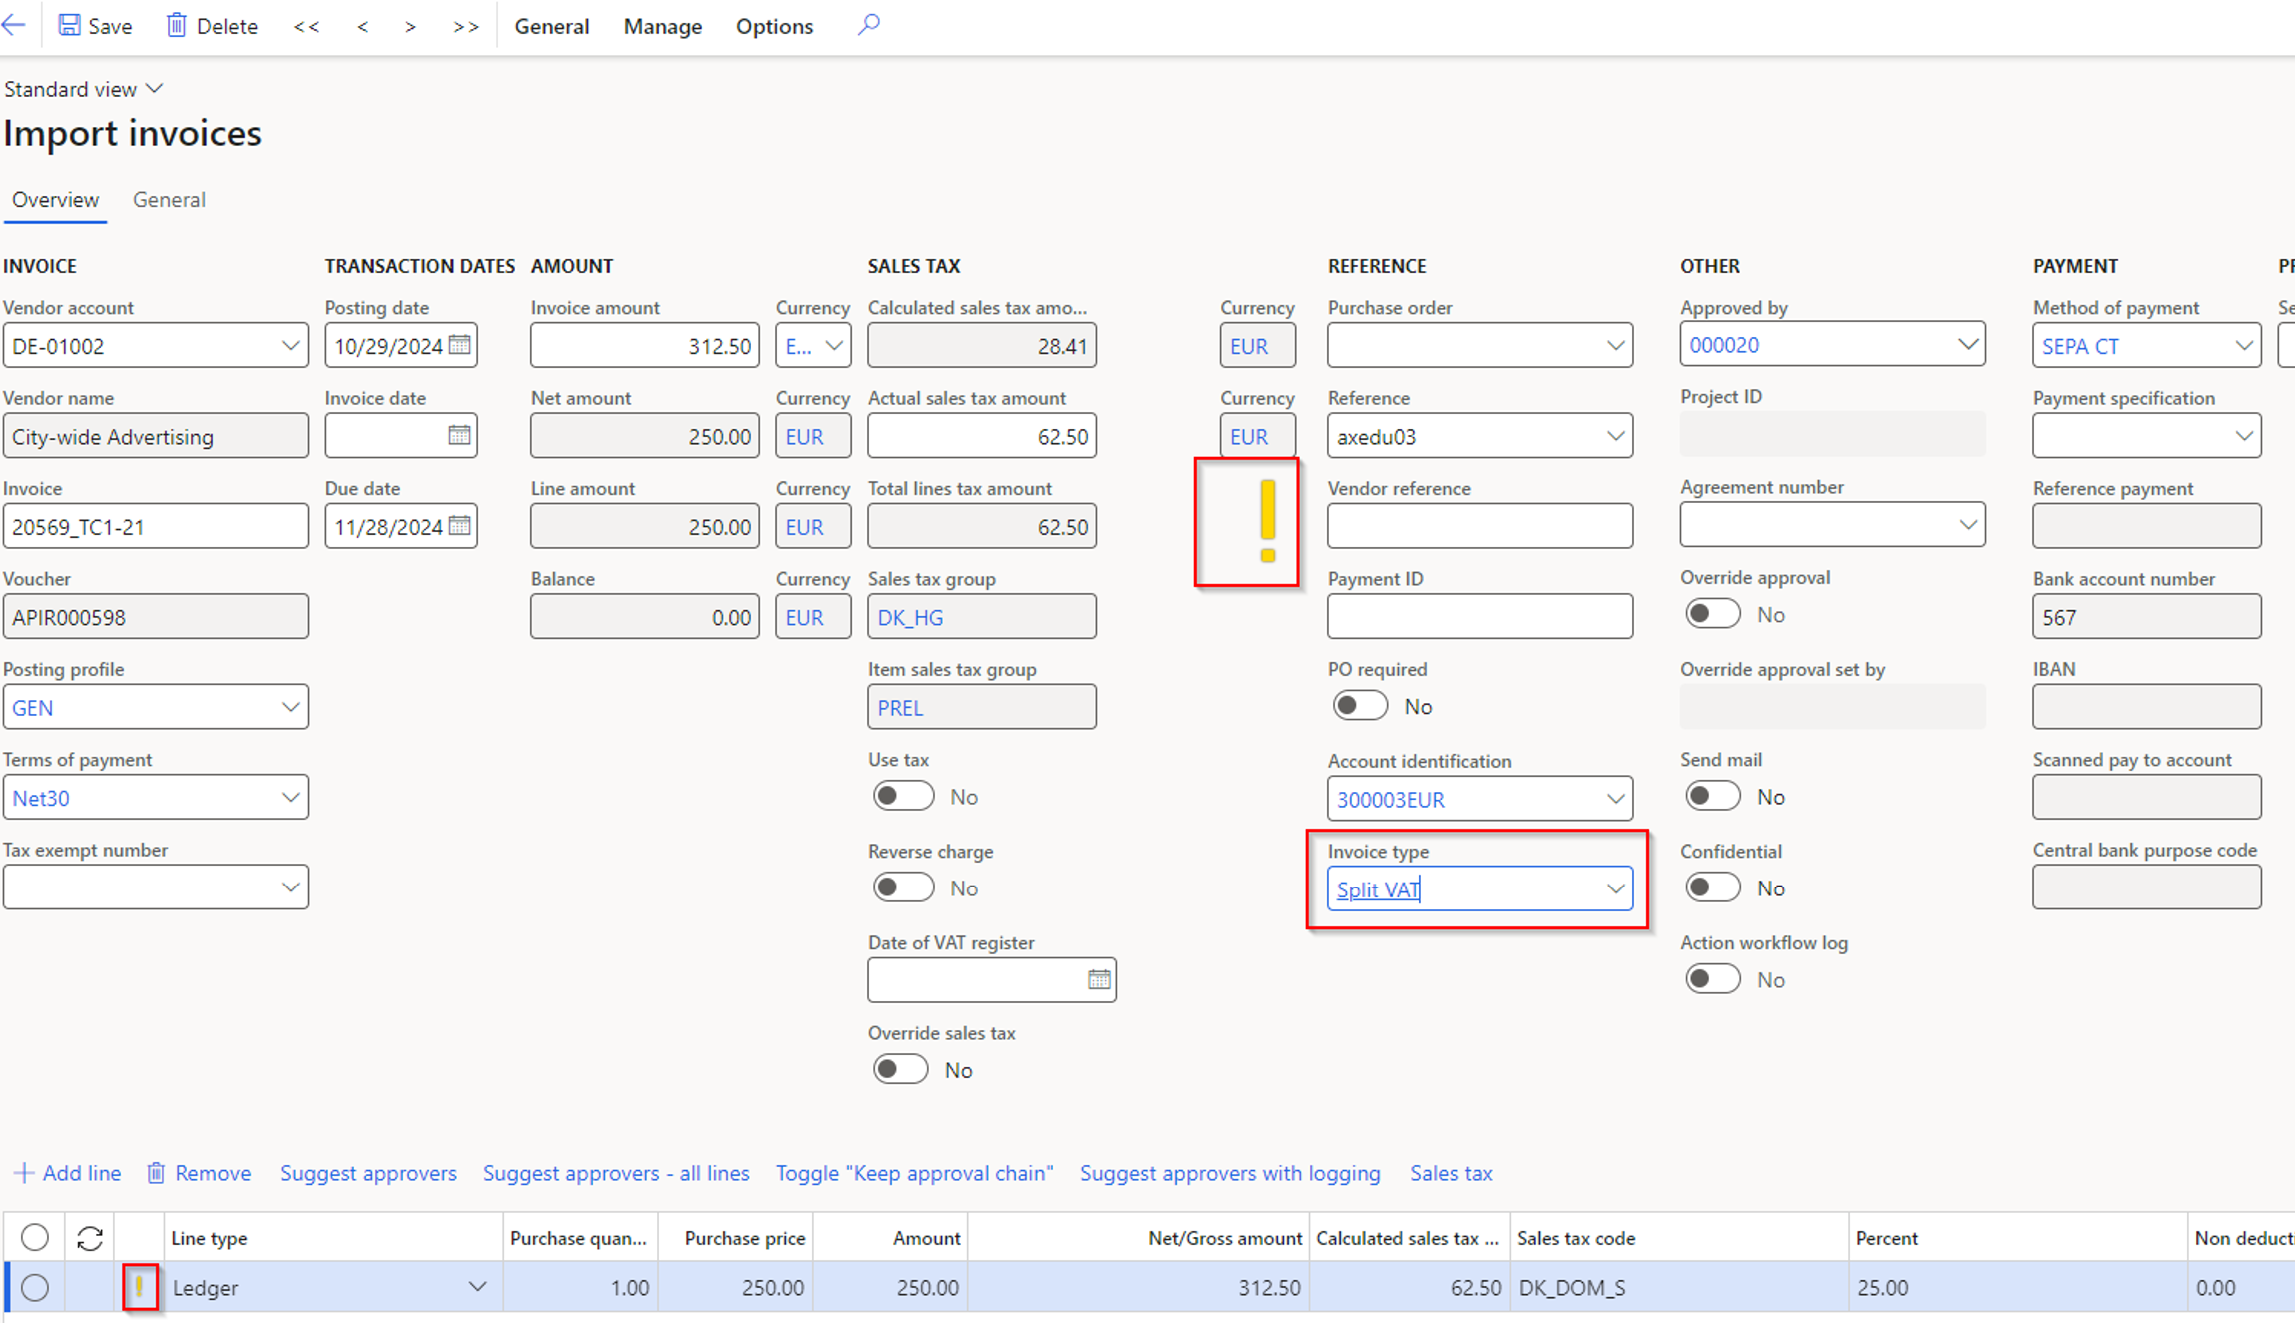 Save Delete << < > >> General Manage Options
Standard view
Import invoices
Overview General
INVOICE TRANSACTION DATES AMOUNT SALES TAX REFERENCE OTHER PAYMENT
Vendor account Posting date Invoice amount Currency Calculated sales tax amo... Currency Purchase order Approved by Method of payment
DE-01002 10/29/2024 312.50 E... 28.41 EUR 000020 SEPA CT
Vendor name Invoice date Net amount Currency Actual sales tax amount Currency Reference Project ID Payment specification
City-wide Advertising 250.00 EUR 62.50 EUR axedu03
Invoice Due date Line amount Currency Total lines tax amount Vendor reference Agreement number Reference payment
20569_TC1-21 11/28/2024 250.00 EUR 62.50 !
Voucher Balance Currency Sales tax group Payment ID Override approval Bank account number
APIR000598 0.00 EUR DK_HG No 567
Posting profile Item sales tax group PO required Override approval set by IBAN
GEN PREL No
Terms of payment Use tax Account identification Send mail Scanned pay to account
Net30 No 300003EUR No
Tax exempt number Reverse charge Invoice type Confidential Central bank purpose code
No Split VAT No
Date of VAT register Action workflow log
No
Override sales tax
No
+ Add line Remove Suggest approvers Suggest approvers - all lines Toggle "Keep approval chain" Suggest approvers with logging Sales tax
Line type Purchase quan... Purchase price Amount Net/Gross amount Calculated sales tax ... Sales tax code Percent Non deducti
! Ledger 1.00 250.00 250.00 312.50 62.50 DK_DOM_S 25.00 0.00